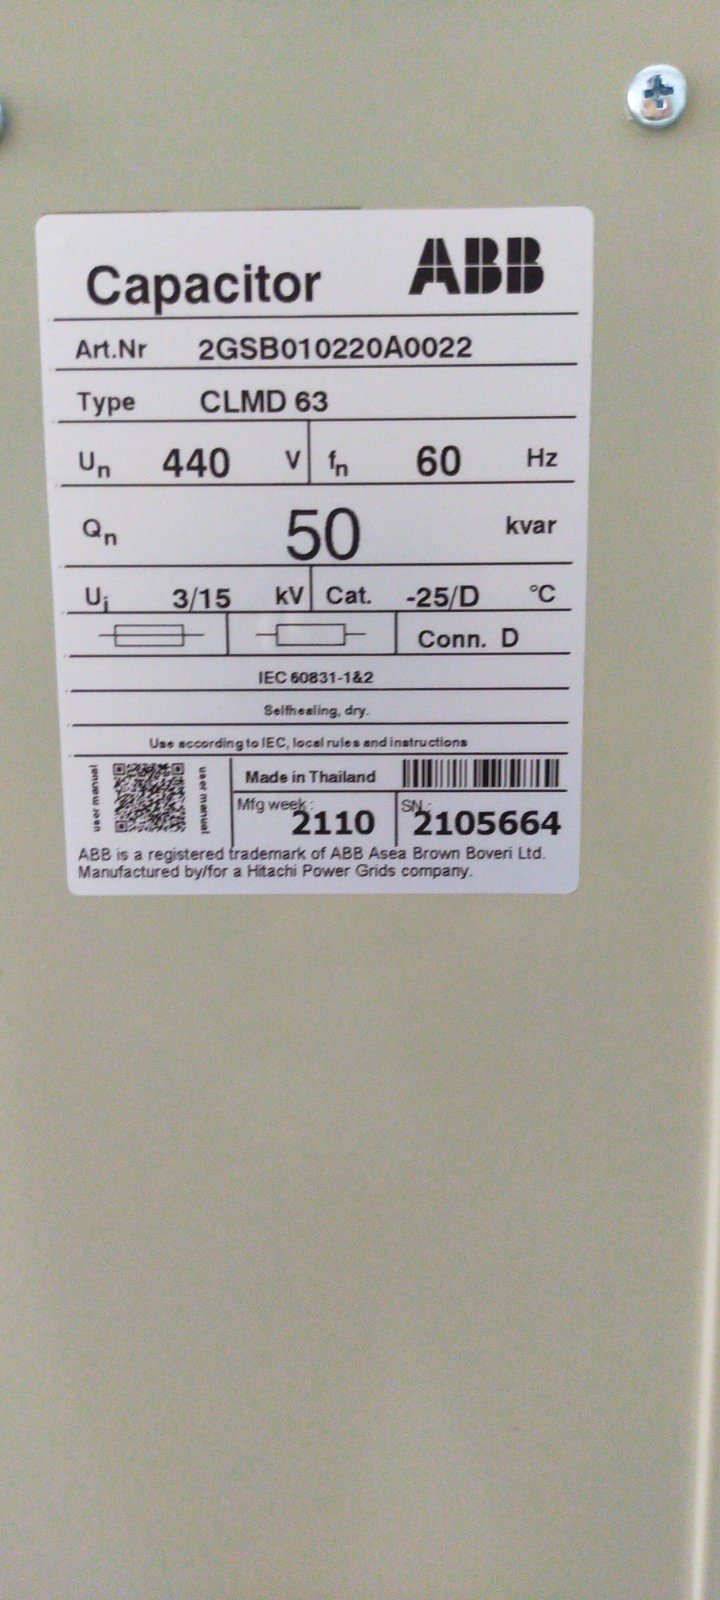 Capacitor ABB
Art.Nr 2GSB010220A0022
Type CLMD 63
Un 440 V fn 60 Hz
Qn 50 kvar
Ui 3/15 kV Cat. -25/D °C
Conn. D
IEC 60831-1&2
Selfhealing, dry.
Use according to IEC, local rules and instructions
user manual user manual Made in Thailand
Mfg week : 2110 SN : 2105664
ABB is a registered trademark of ABB Asea Brown Boveri Ltd.
Manufactured by/for a Hitachi Power Grids company.